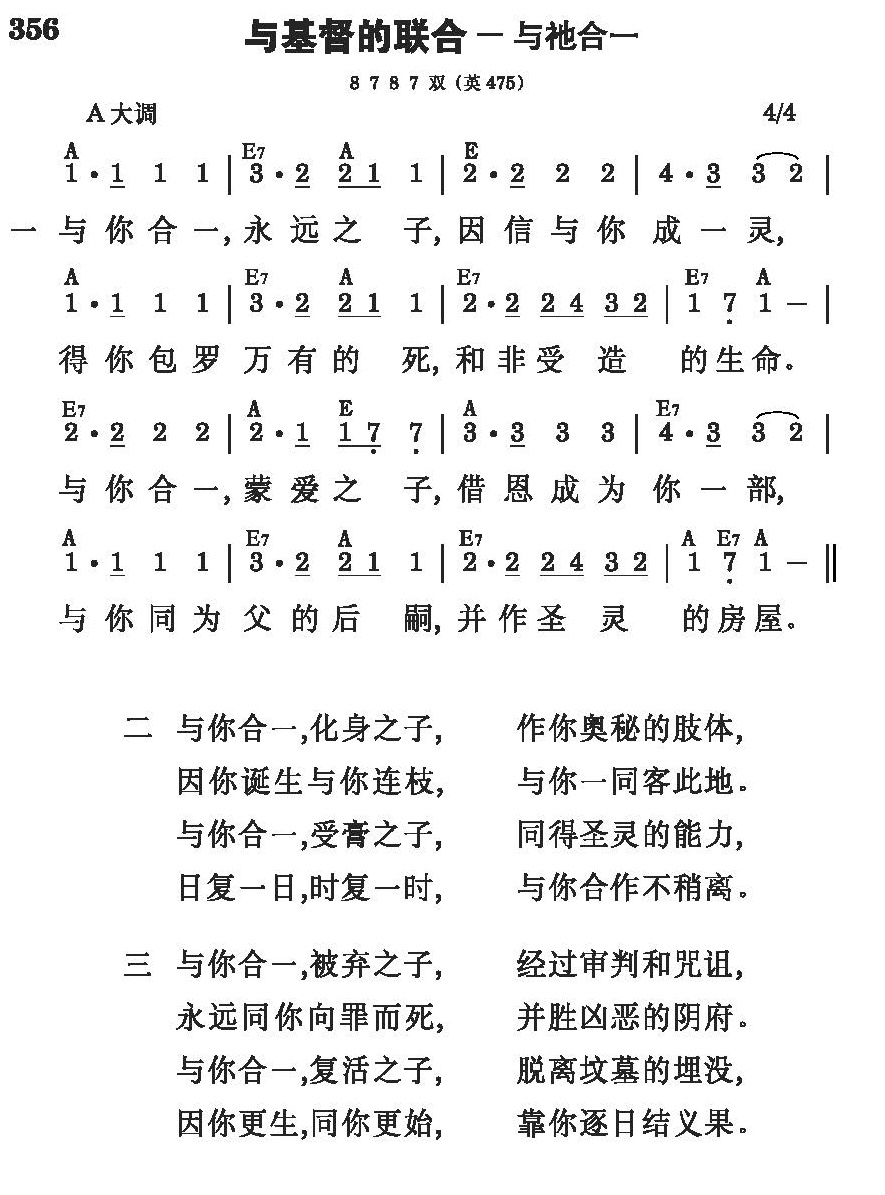 356
与基督的联合 — 与祂合一
8 7 8 7 双（英 475）
A 大调 4/4
A E7 A E
1 · 1 1 1 | 3 · 2 2 1 1 | 2 · 2 2 2 | 4 · 3 3 2 |
一 与你合一, 永远之子, 因信与你成一灵,
A E7 A E7 E7 A
1 · 1 1 1 | 3 · 2 2 1 1 | 2 · 2 2 4 3 2 | 1 7 1 — |
得你包罗万有的死, 和非受造的生命。
E7 A E A E7
2 · 2 2 2 | 2 · 1 1 7 7 | 3 · 3 3 3 | 4 · 3 3 2 |
与你合一, 蒙爱之子, 借恩成为你一部,
A E7 A E7 A E7 A
1 · 1 1 1 | 3 · 2 2 1 1 | 2 · 2 2 4 3 2 | 1 7 1 — ‖
与你同为父的后嗣, 并作圣灵的房屋。
二 与你合一,化身之子, 作你奥秘的肢体,
因你诞生与你连枝, 与你一同客此地。
与你合一,受膏之子, 同得圣灵的能力,
日复一日,时复一时, 与你合作不稍离。
三 与你合一,被弃之子, 经过审判和咒诅,
永远同你向罪而死, 并胜凶恶的阴府。
与你合一,复活之子, 脱离坟墓的埋没,
因你更生,同你更始, 靠你逐日结义果。